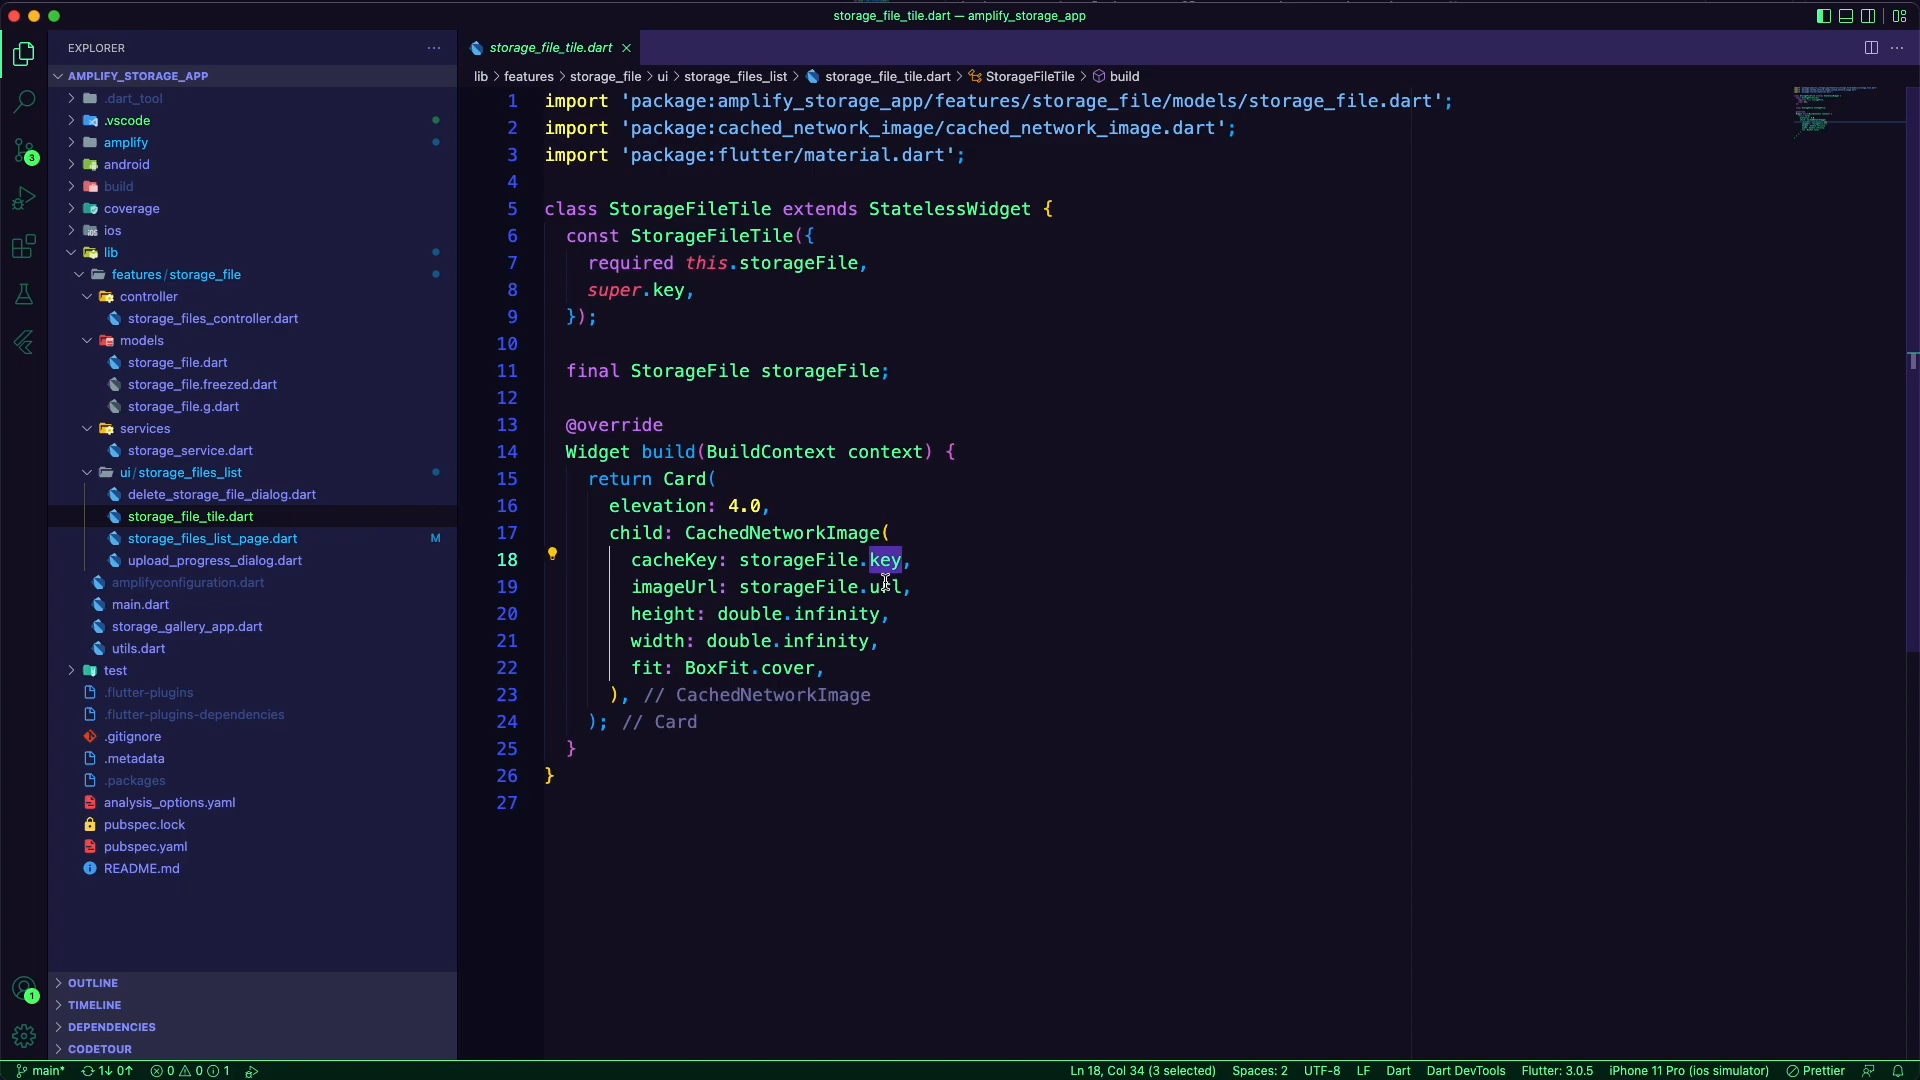 storage_file_tile.dart — amplify_storage_app
EXPLORER
AMPLIFY_STORAGE_APP
.dart_tool
.vscode
amplify
android
build
coverage
ios
lib
features/storage_file
controller
storage_files_controller.dart
models
storage_file.dart
storage_file.freezed.dart
storage_file.g.dart
services
storage_service.dart
ui/storage_files_list
delete_storage_file_dialog.dart
storage_file_tile.dart
storage_files_list_page.dart M
upload_progress_dialog.dart
amplifyconfiguration.dart
main.dart
storage_gallery_app.dart
utils.dart
test
.flutter-plugins
.flutter-plugins-dependencies
.gitignore
.metadata
.packages
analysis_options.yaml
pubspec.lock
pubspec.yaml
README.md
OUTLINE
TIMELINE
DEPENDENCIES
CODETOUR
3
1
storage_file_tile.dart
lib > features > storage_file > ui > storage_files_list > storage_file_tile.dart > StorageFileTile > build
1 import 'package:amplify_storage_app/features/storage_file/models/storage_file.dart';
2 import 'package:cached_network_image/cached_network_image.dart';
3 import 'package:flutter/material.dart';
4
5 class StorageFileTile extends StatelessWidget {
6 const StorageFileTile({
7 required this.storageFile,
8 super.key,
9 });
10
11 final StorageFile storageFile;
12
13 @override
14 Widget build(BuildContext context) {
15 return Card(
16 elevation: 4.0,
17 child: CachedNetworkImage(
18 cacheKey: storageFile.key,
19 imageUrl: storageFile.url,
20 height: double.infinity,
21 width: double.infinity,
22 fit: BoxFit.cover,
23 ), // CachedNetworkImage
24 ); // Card
25 }
26 }
27
main* 1↓ 0↑ 0 0 1 Ln 18, Col 34 (3 selected) Spaces: 2 UTF-8 LF Dart Dart DevTools Flutter: 3.0.5 iPhone 11 Pro (ios simulator) Prettier